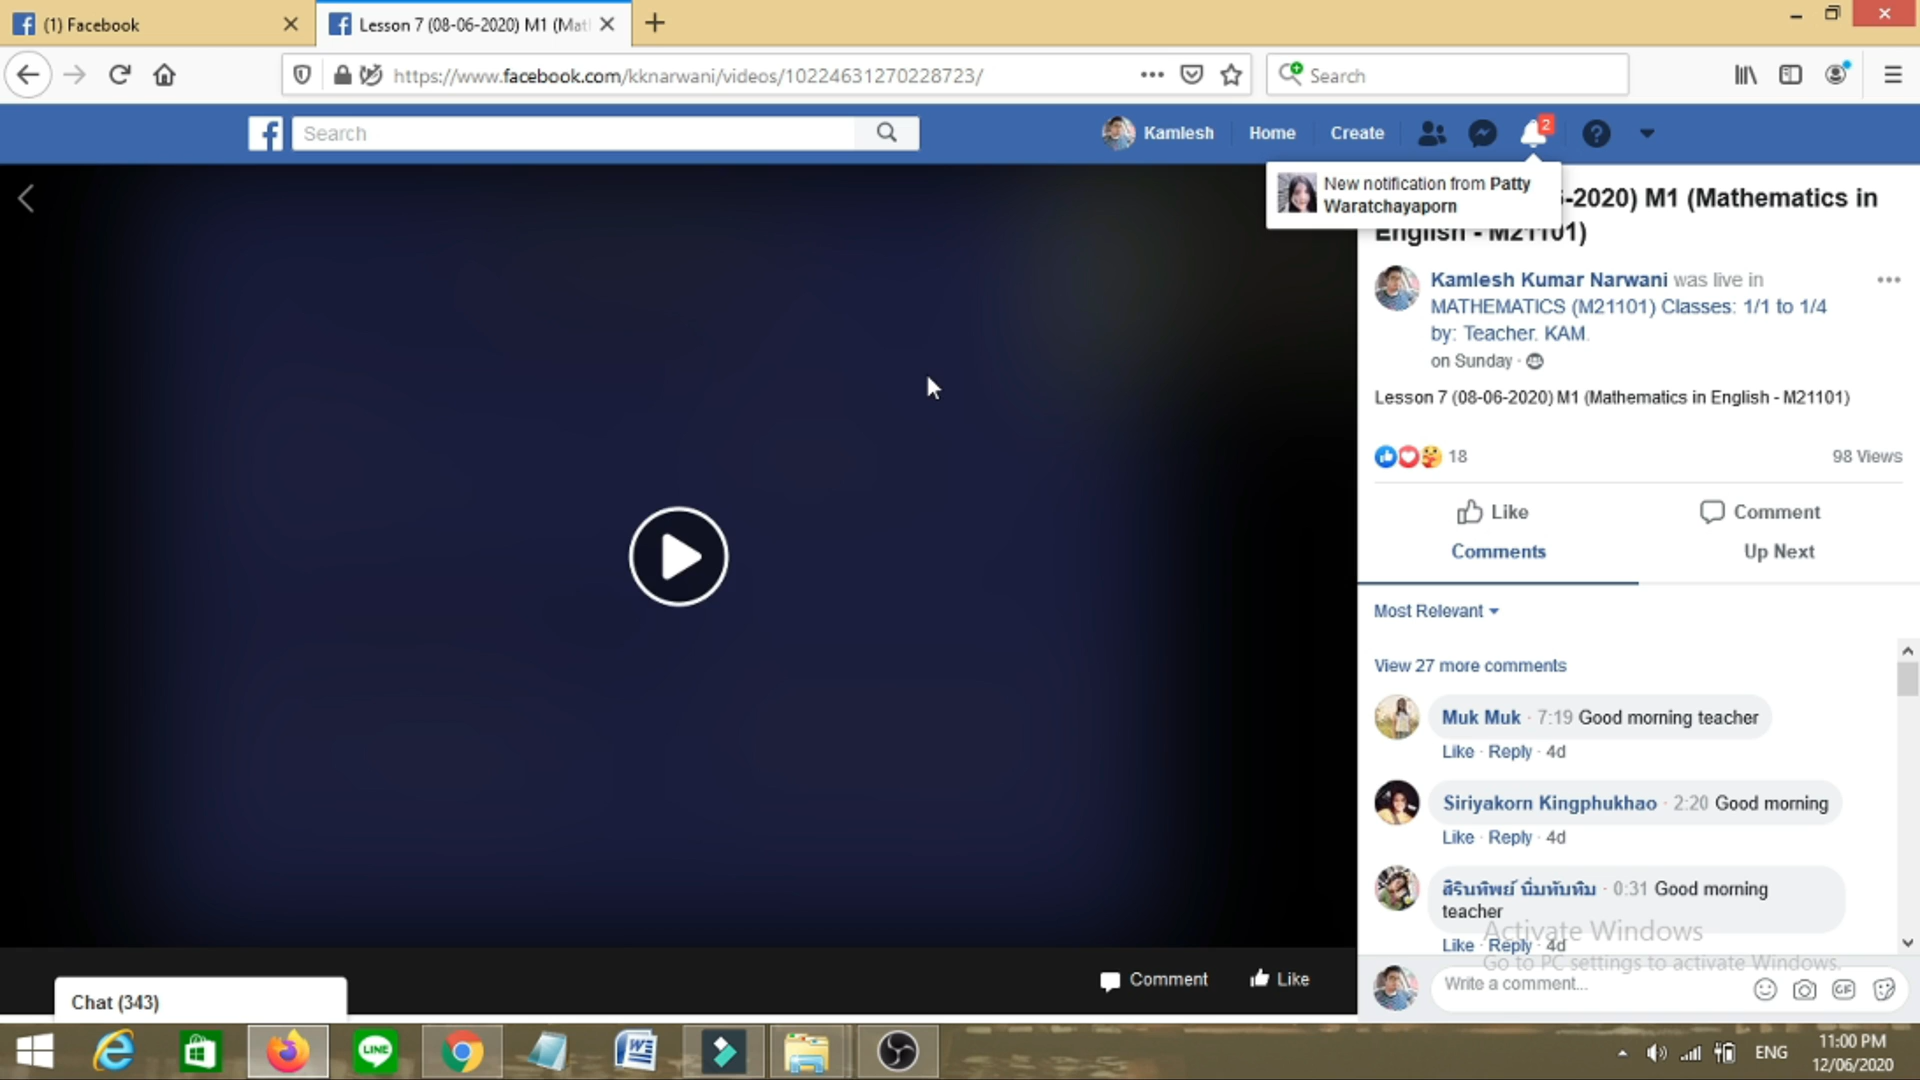 (1) Facebook
Lesson 7 (08-06-2020) M1 (Mat
https://www.facebook.com/kknarwani/videos/10224631270228723/
Search
Search
Kamlesh
Home
Create
2
New notification from Patty
Waratchayaporn
-2020) M1 (Mathematics in
English - M21101)
Kamlesh Kumar Narwani was live in
MATHEMATICS (M21101) Classes: 1/1 to 1/4
by: Teacher. KAM.
on Sunday ·
Lesson 7 (08-06-2020) M1 (Mathematics in English - M21101)
18
98 Views
Like
Comment
Comments
Up Next
Most Relevant
View 27 more comments
Muk Muk · 7:19 Good morning teacher
Like · Reply · 4d
Siriyakorn Kingphukhao · 2:20 Good morning
Like · Reply · 4d
สิรินทิพย์ นิ่มทับทิม · 0:31 Good morning
teacher
Like · Reply · 4d
Activate Windows
Go to PC settings to activate Windows.
Write a comment...
GIF
Comment
Like
Chat (343)
LINE
ENG
11:00 PM
12/06/2020